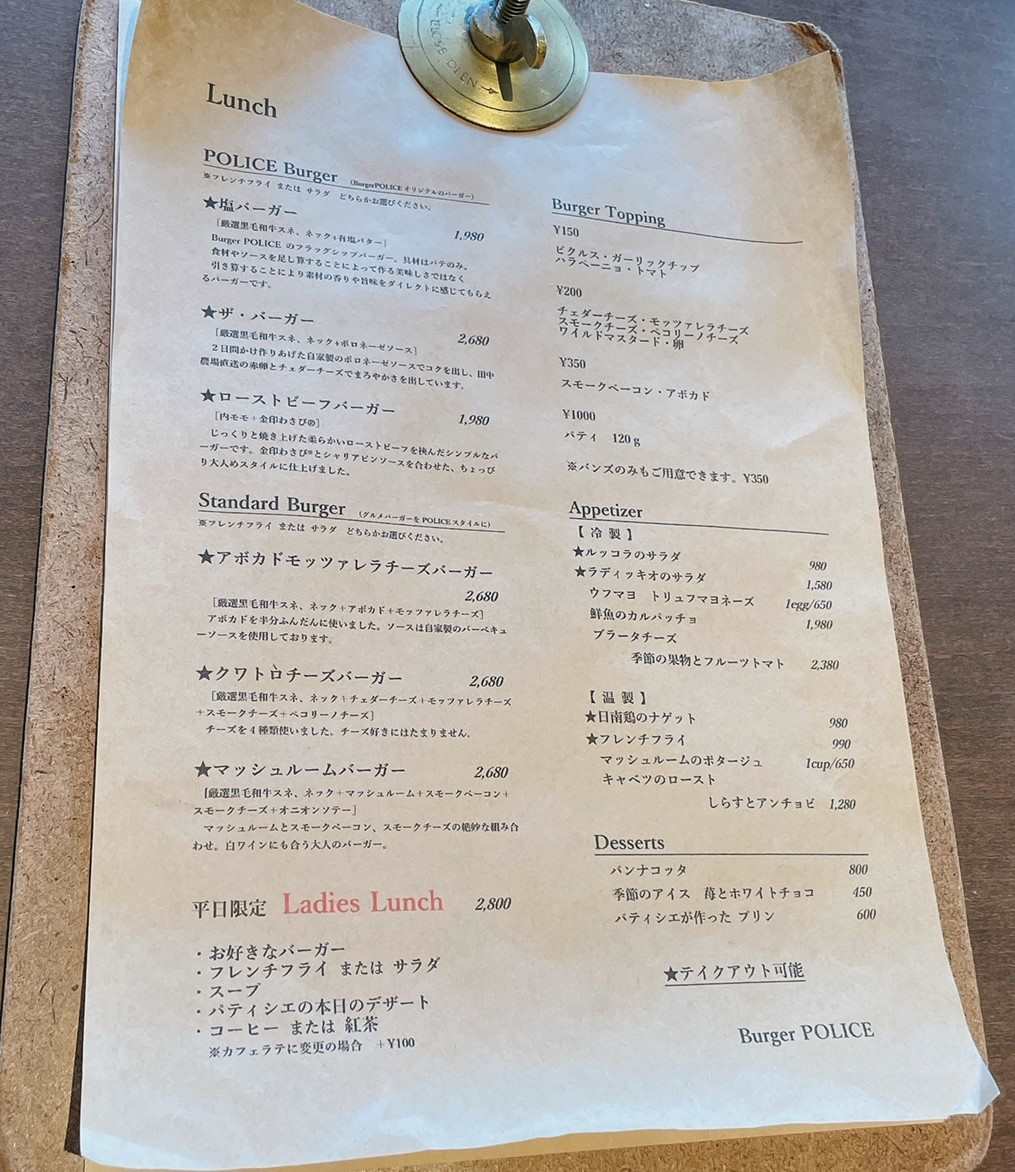 Lunch
POLICE Burger (BurgerPOLICE オリジナルのバーガー)
※フレンチフライ または サラダ どちらかお選びください。
★塩バーガー
［厳選黒毛和牛スネ、ネック+有塩バター］ 1,980
Burger POLICE のフラッグシップバーガー。具材はパテのみ。
食材やソースを足し算することによって作る美味しさではなく
引き算することにより素材の香りや旨味をダイレクトに感じてもらえ
るバーガーです。
★ザ・バーガー
［厳選黒毛和牛スネ、ネック+ボロネーゼソース］ 2,680
２日間かけ作りあげた自家製のボロネーゼソースでコクを出し、田中
農場直送の赤卵とチェダーチーズでまろやかさを出しています。
★ローストビーフバーガー
［内モモ＋金印わさび®］ 1,980
じっくりと焼き上げた柔らかいローストビーフを挟んだシンプルなバ
ーガーです。金印わさび®とシャリアピンソースを合わせた、ちょっぴ
り大人めスタイルに仕上げました。
Standard Burger (グルメバーガーを POLICE スタイルに)
※フレンチフライ または サラダ どちらかお選びください。
★アボカドモッツァレラチーズバーガー
2,680
［厳選黒毛和牛スネ、ネック＋アボカド＋モッツァレラチーズ］
アボカドを半分ふんだんに使いました。ソースは自家製のバーベキュ
ーソースを使用しております。
★クワトロチーズバーガー 2,680
［厳選黒毛和牛スネ、ネック＋チェダーチーズ＋モッツァレラチーズ
＋スモークチーズ＋ペコリーノチーズ］
チーズを４種類使いました。チーズ好きにはたまりません。
★マッシュルームバーガー 2,680
［厳選黒毛和牛スネ、ネック＋マッシュルーム＋スモークベーコン＋
スモークチーズ＋オニオンソテー］
マッシュルームとスモークベーコン、スモークチーズの絶妙な組み合
わせ。白ワインにも合う大人のバーガー。
平日限定 Ladies Lunch 2,800
・お好きなバーガー
・フレンチフライ または サラダ
・スープ
・パティシエの本日のデザート
・コーヒー または 紅茶
※カフェラテに変更の場合 ＋¥100
Burger Topping
¥150
ピクルス・ガーリックチップ
ハラペーニョ・トマト
¥200
チェダーチーズ・モッツァレラチーズ
スモークチーズ・ペコリーノチーズ
ワイルドマスタード・卵
¥350
スモークベーコン・アボカド
¥1000
パティ 120 g
※バンズのみもご用意できます。¥350
Appetizer
【 冷 製 】
★ルッコラのサラダ 980
★ラディッキオのサラダ 1,580
ウフマヨ トリュフマヨネーズ 1egg/650
鮮魚のカルパッチョ 1,980
ブラータチーズ
季節の果物とフルーツトマト 2,380
【 温 製 】
★日南鶏のナゲット 980
★フレンチフライ 990
マッシュルームのポタージュ 1cup/650
キャベツのロースト
しらすとアンチョビ 1,280
Desserts
パンナコッタ 800
季節のアイス 苺とホワイトチョコ 450
パティシエが作った プリン 600
★テイクアウト可能
Burger POLICE